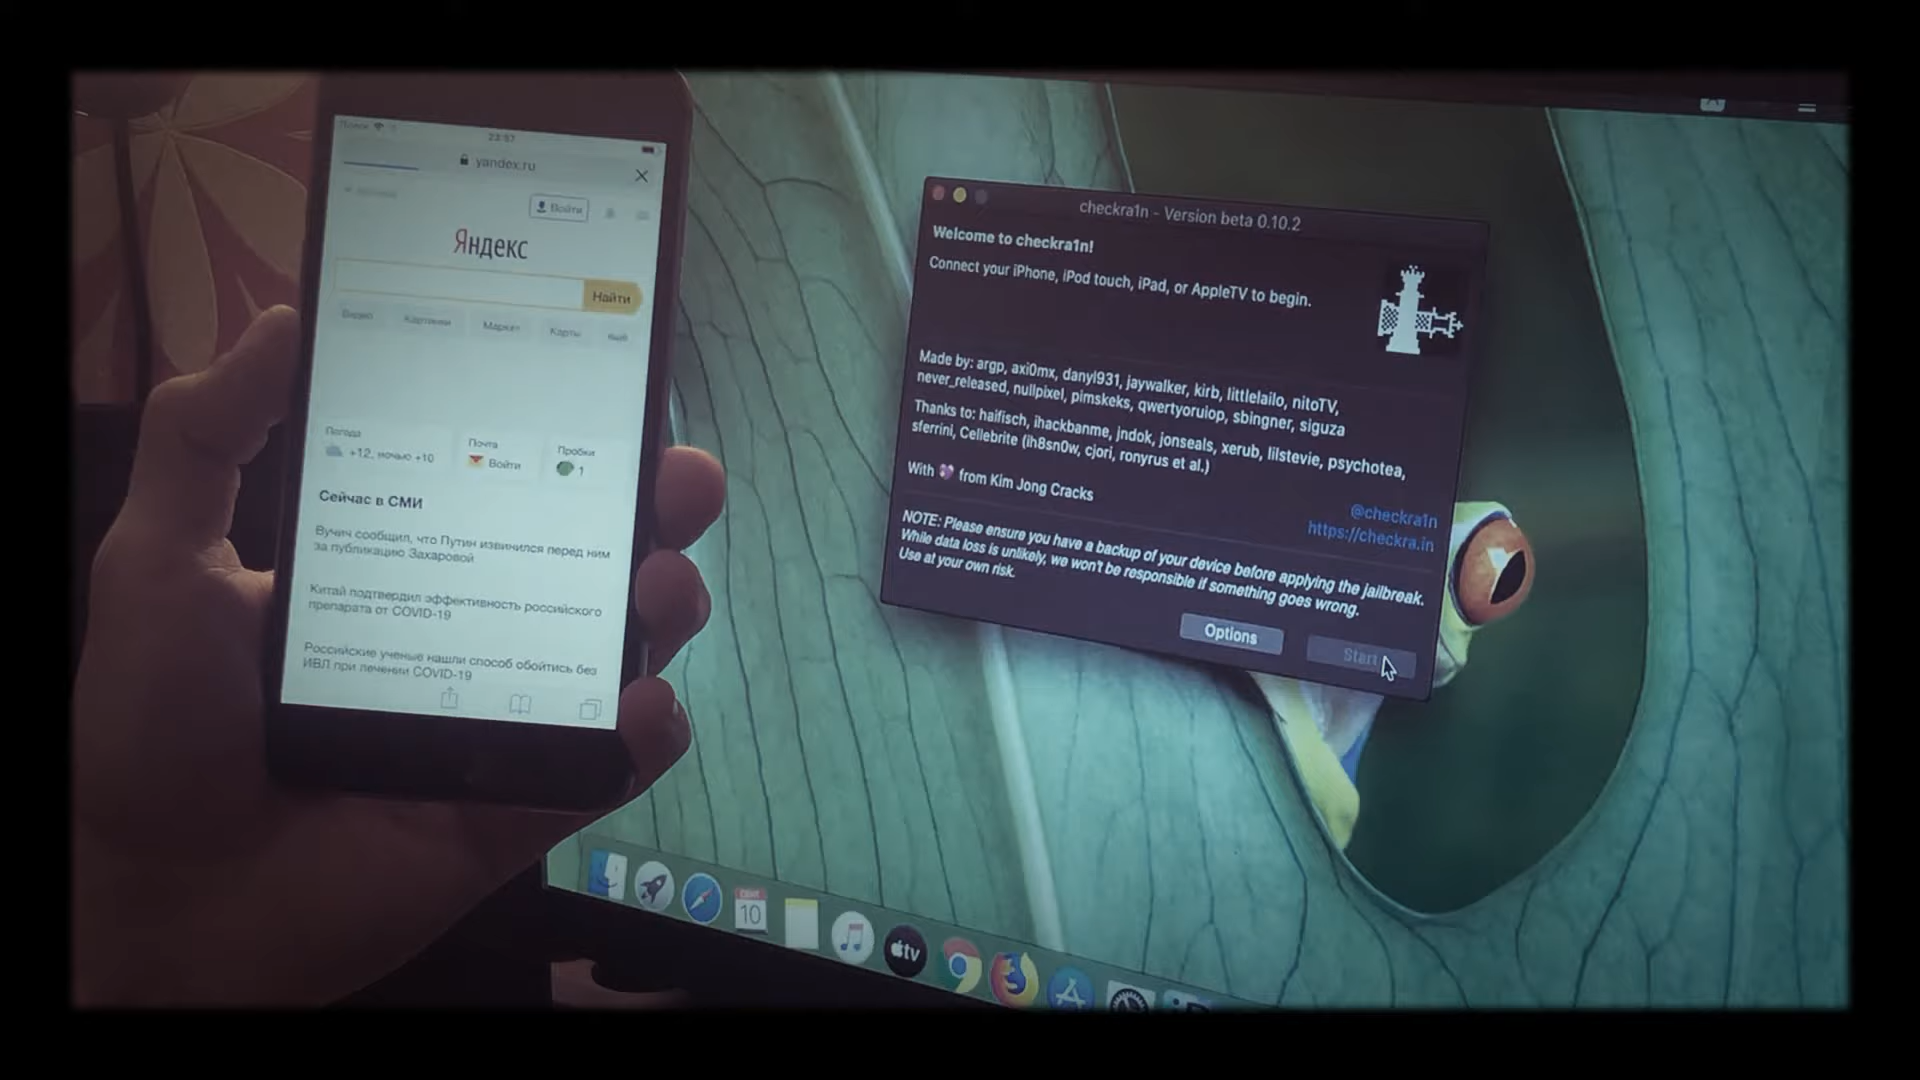 Поиск
23:57
yandex.ru
Войти
Яндекс
Найти
Видео Картинки Маркет Карты ещё
Погода
+12, ночью +10
Почта
Войти
Пробки
1
Сейчас в СМИ
Вучич сообщил, что Путин извинился перед ним
за публикацию Захаровой
Китай подтвердил эффективность российского
препарата от COVID-19
Российские ученые нашли способ обойтись без
ИВЛ при лечении COVID-19
checkra1n - Version beta 0.10.2
Welcome to checkra1n!
Connect your iPhone, iPod touch, iPad, or AppleTV to begin.
Made by: argp, axi0mx, danyl931, jaywalker, kirb, littlelailo, nitoTV,
never_released, nullpixel, pimskeks, qwertyoruiop, sbingner, siguza
Thanks to: haifisch, ihackbanme, jndok, jonseals, xerub, lilstevie, psychotea,
sferrini, Cellebrite (ih8sn0w, cjori, ronyrus et al.)
With 💖 from Kim Jong Cracks
@checkra1n
https://checkra.in
NOTE: Please ensure you have a backup of your device before applying the jailbreak.
While data loss is unlikely, we won't be responsible if something goes wrong.
Use at your own risk.
Options
Start
СЕНТ
10
tv